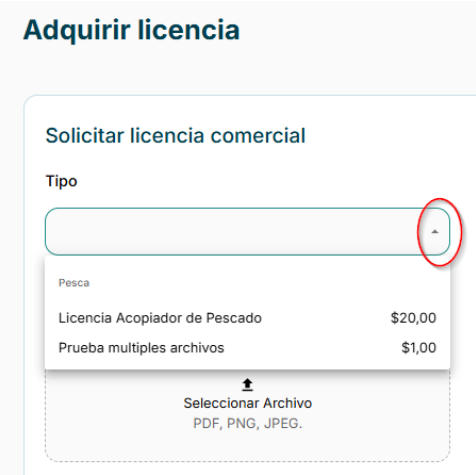 Adquirir licencia
Solicitar licencia comercial
Tipo
Pesca
Licencia Acopiador de Pescado $20,00
Prueba multiples archivos $1,00
Seleccionar Archivo
PDF, PNG, JPEG.